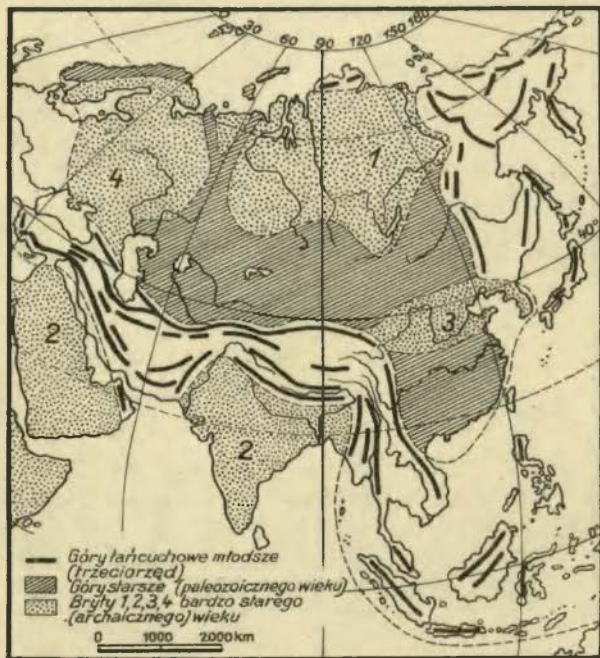 30 60 90 120 150 180
40°
4
1
2
3
2
Góry łańcuchowe młodsze
(trzeciorzęd)
Góry starsze (paleozoicznego wieku)
Bryły 1,2,3,4 bardzo starego
(archaicznego) wieku
0 1000 2000 km